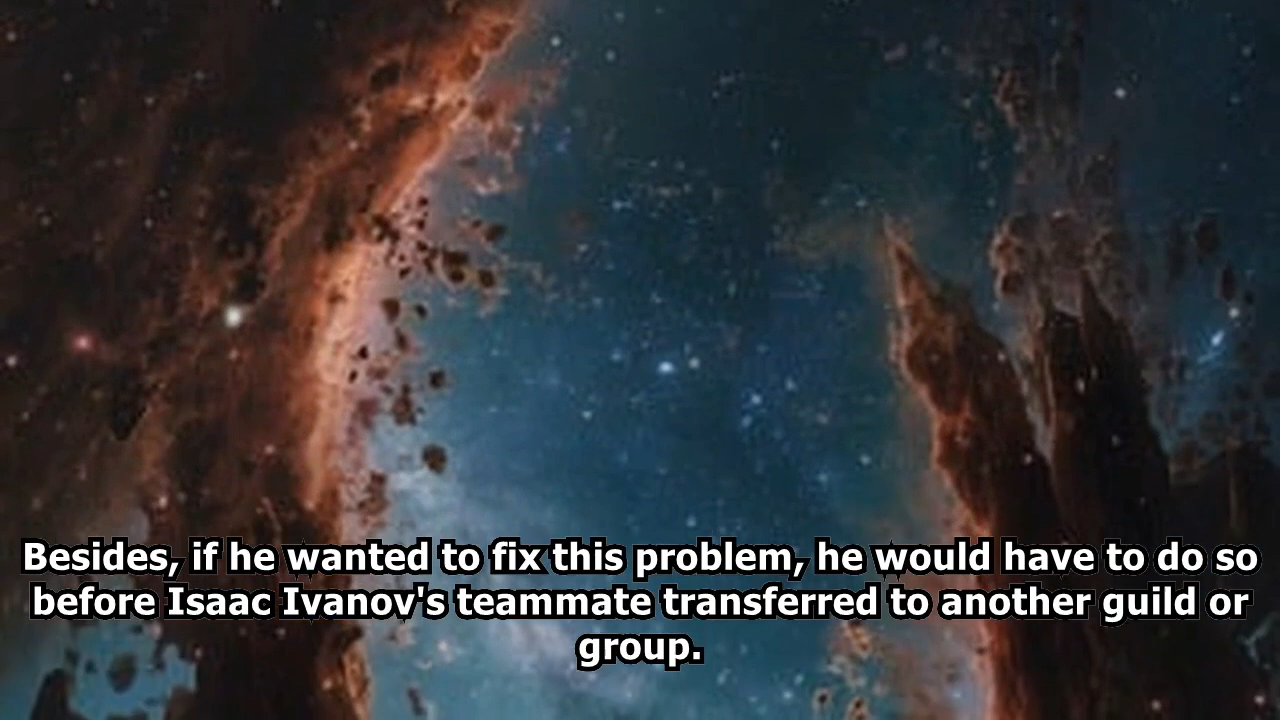 Besides, if he wanted to fix this problem, he would have to do so
before Isaac Ivanov's teammate transferred to another guild or
group.